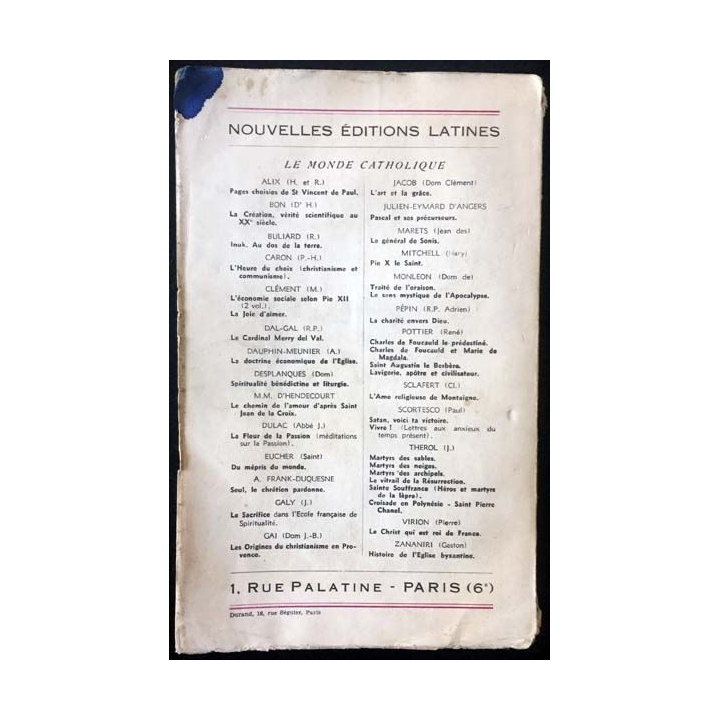 NOUVELLES ÉDITIONS LATINES
LE MONDE CATHOLIQUE
ALIX (H. et R.)
Pages choisies de St Vincent de Paul.
BON (Dr H.)
La Création, vérité scientifique au
XXe siècle.
BULIARD (R.)
Inuk. Au dos de la terre.
CARON (P.-H.)
L'Heure du choix (christianisme et
communisme).
CLÉMENT (M.)
L'économie sociale selon Pie XII
(2 vol.).
La Joie d'aimer.
DAL-GAL (R.P.)
Le Cardinal Merry del Val.
DAUPHIN-MEUNIER (A.)
La doctrine économique de l'Eglise.
DESPLANQUES (Dom)
Spiritualité bénédictine et liturgie.
M.M. D'HENDECOURT
Le chemin de l'amour d'après Saint
Jean de la Croix.
DULAC (Abbé J.)
La Fleur de la Passion (méditations
sur la Passion).
EUCHER (Saint)
Du mépris du monde.
A. FRANK-DUQUESNE
Seul, le chrétien pardonne.
GALY (J.)
Le Sacrifice dans l'Ecole française de
Spiritualité.
GAI (Dom J.-B.)
Les Origines du christianisme en Pro-
vence.
JACOB (Dom Clément)
L'art et la grâce.
JULIEN-EYMARD D'ANGERS
Pascal et ses précurseurs.
MARETS (Jean des)
Le général de Sonis.
MITCHELL (Hary)
Pie X le Saint.
MONLEON (Dom de)
Traité de l'oraison.
Le sens mystique de l'Apocalypse.
PÉPIN (R.P. Adrien)
La charité envers Dieu.
POTTIER (René)
Charles de Foucauld le prédestiné.
Charles de Foucauld et Marie de
Magdala.
Saint Augustin le Berbère.
Lavigerie, apôtre et civilisateur.
SCLAFERT (Cl.)
L'Ame religieuse de Montaigne.
SCORTESCO (Paul)
Satan, voici ta victoire.
Vivre ! (Lettres aux anxieux du
temps présent).
THEROL (J.)
Martyrs des sables.
Martyrs des neiges.
Martyrs des archipels.
Le vitrail de la Résurrection.
Sainte Souffrance (Héros et martyrs
de la lèpre).
Croisade en Polynésie - Saint Pierre
Chanel.
VIRION (Pierre)
Le Christ qui est roi de France.
ZANANIRI (Gaston)
Histoire de l'Eglise byzantine.
1, RUE PALATINE - PARIS (6e)
Durand, 18, rue Séguier, Paris